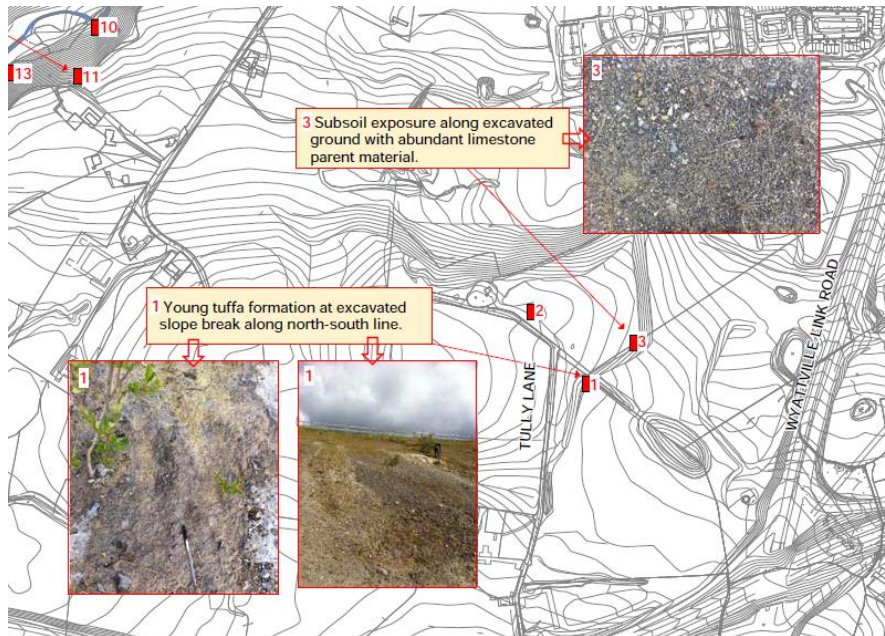 10
13
11
3
3 Subsoil exposure along excavated
ground with abundant limestone
parent material.
1 Young tuffa formation at excavated
slope break along north-south line.
2
3
1
1
1
TULLY LANE
WYATTVILLE LINK ROAD